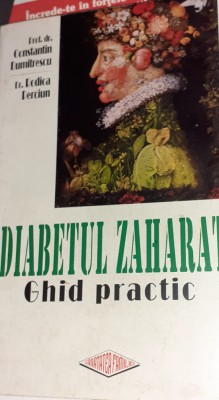 Încrede-te în forțele
Prof. dr.
Constantin
Dumitrescu
Dr. Rodica
Perciun
DIABETUL ZAHARAT
Ghid practic